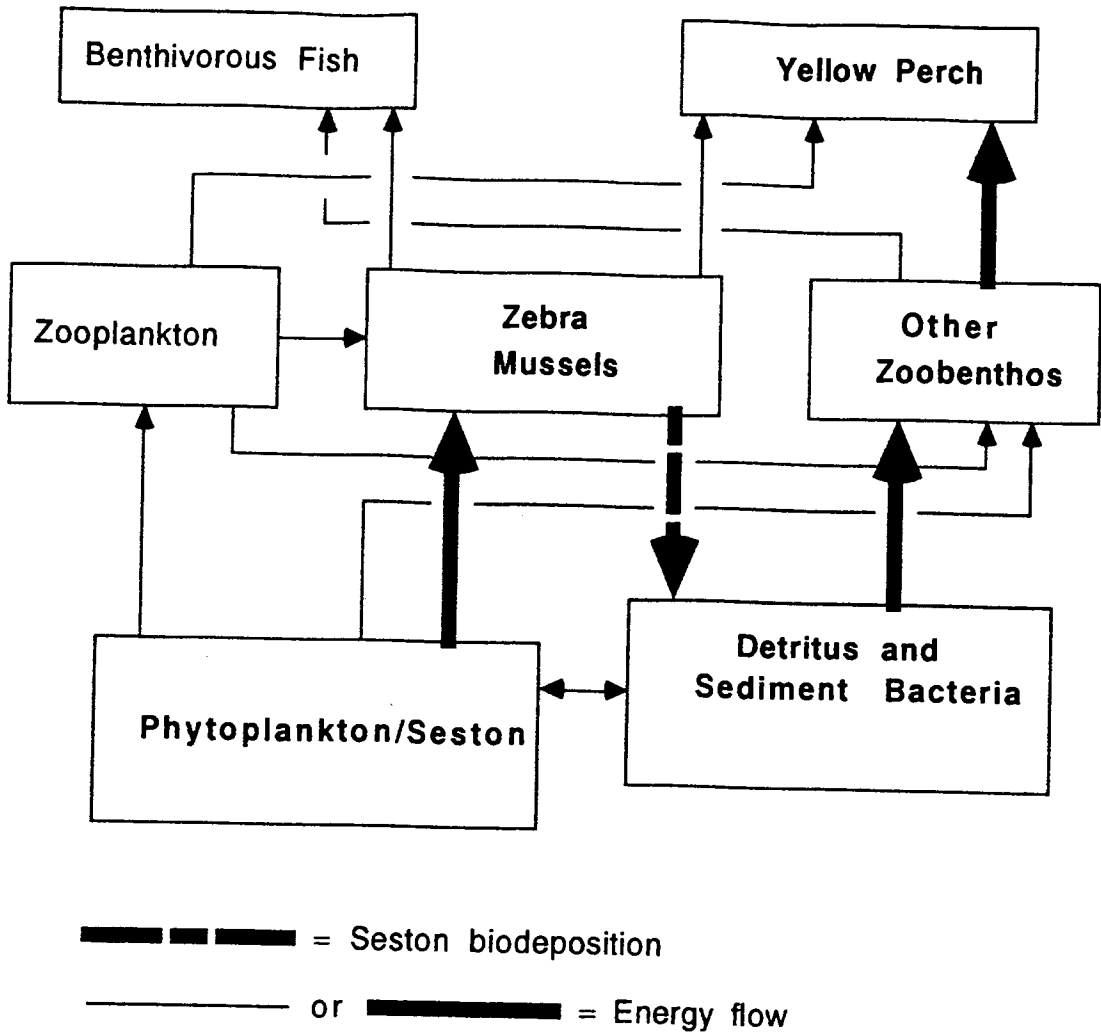 Benthivorous Fish
Yellow Perch
Zooplankton
Zebra
Mussels
Other
Zoobenthos
Phytoplankton/Seston
Detritus and
Sediment Bacteria
= Seston biodeposition
or = Energy flow